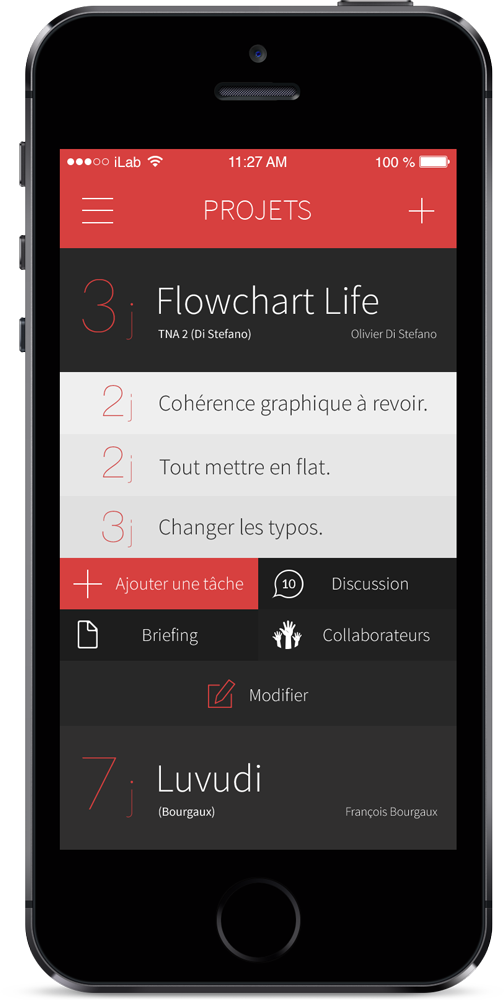 iLab 11:27 AM 100 %
PROJETS
3j Flowchart Life
TNA 2 (Di Stefano) Olivier Di Stefano
2j Cohérence graphique à revoir.
2j Tout mettre en flat.
3j Changer les typos.
Ajouter une tâche 10 Discussion
Briefing Collaborateurs
Modifier
7j Luvudi
(Bourgaux) François Bourgaux